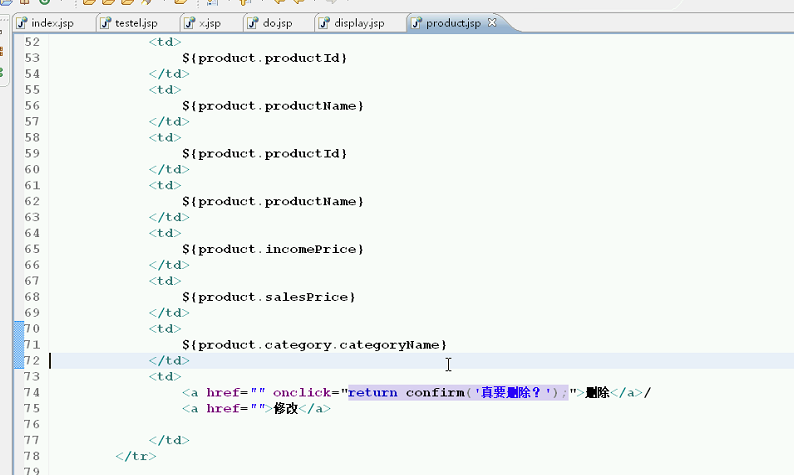 index.jsp testel.jsp x.jsp do.jsp display.jsp product.jsp
52 <td>
53 ${product.productId}
54 </td>
55 <td>
56 ${product.productName}
57 </td>
58 <td>
59 ${product.productId}
60 </td>
61 <td>
62 ${product.productName}
63 </td>
64 <td>
65 ${product.incomePrice}
66 </td>
67 <td>
68 ${product.salesPrice}
69 </td>
70 <td>
71 ${product.category.categoryName}
72 </td>
73 <td>
74 <a href="" onclick="return confirm('真要删除？');">删除</a>/
75 <a href="">修改</a>
76
77 </td>
78 </tr>
79